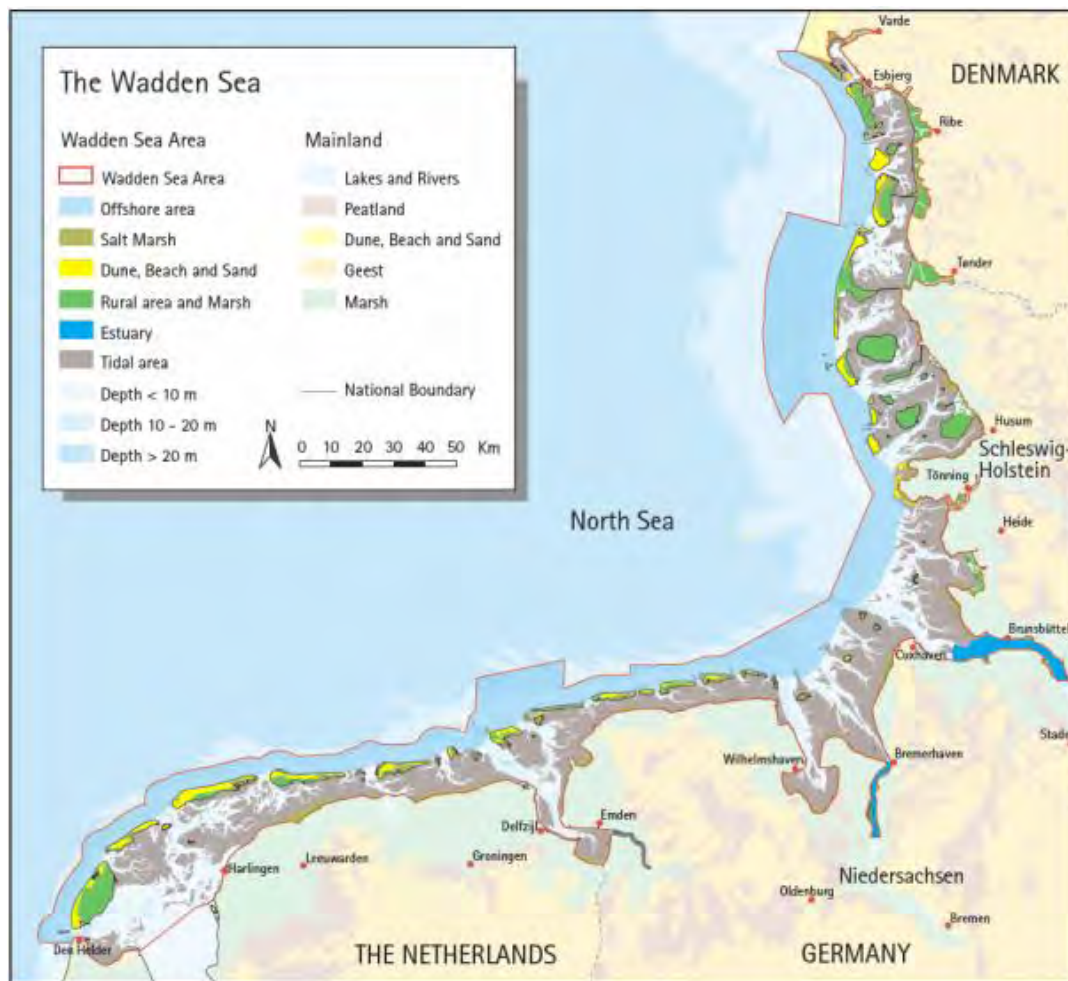 The Wadden Sea
Wadden Sea Area
Wadden Sea Area
Offshore area
Salt Marsh
Dune, Beach and Sand
Rural area and Marsh
Estuary
Tidal area
Depth < 10 m
Depth 10 - 20 m
Depth > 20 m
Mainland
Lakes and Rivers
Peatland
Dune, Beach and Sand
Geest
Marsh
National Boundary
N
0 10 20 30 40 50 Km
Varde
Esbjerg
DENMARK
Ribe
Tønder
Husum
Schleswig-
Holstein
Tönning
North Sea
Heide
Brunsbüttel
Cuxhaven
Stade
Wilhelmshaven
Bremerhaven
Emden
Delfzijl
Harlingen
Leeuwarden
Groningen
Niedersachsen
Oldenburg
Bremen
Den Helder
THE NETHERLANDS
GERMANY